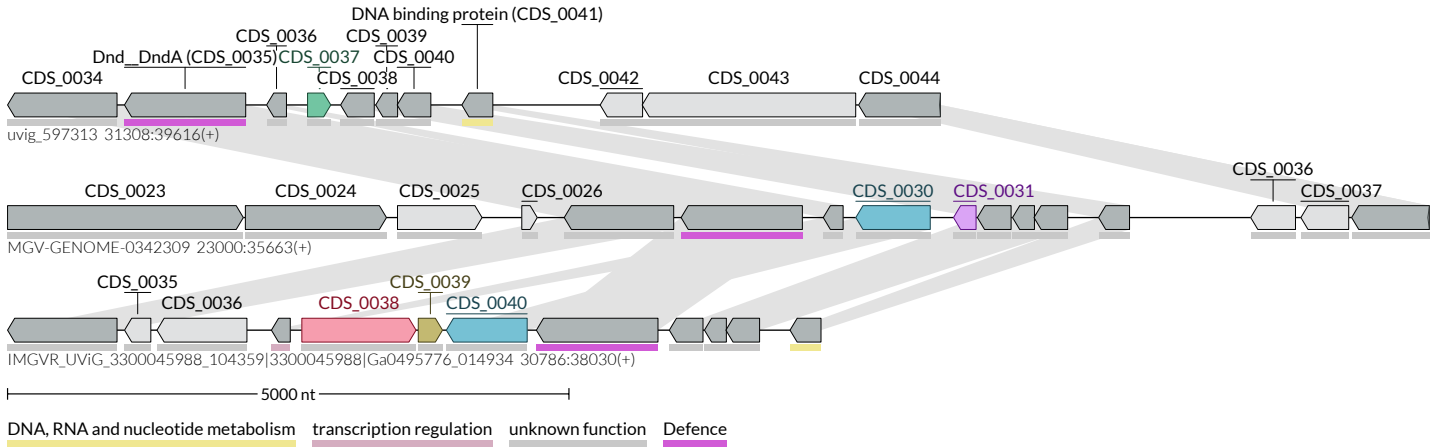 DNA binding protein (CDS_0041)
CDS_0036 CDS_0039
Dnd__DndA (CDS_0035) CDS_0037 CDS_0040
CDS_0034 CDS_0038 CDS_0042 CDS_0043 CDS_0044
uvig_597313 31308:39616(+)
CDS_0036
CDS_0023 CDS_0024 CDS_0025 CDS_0026 CDS_0030 CDS_0031 CDS_0037
MGV-GENOME-0342309 23000:35663(+)
CDS_0035 CDS_0039
CDS_0036 CDS_0038 CDS_0040
IMGVR_UViG_3300045988_104359|3300045988|Ga0495776_014934 30786:38030(+)
5000 nt
DNA, RNA and nucleotide metabolism transcription regulation unknown function Defence